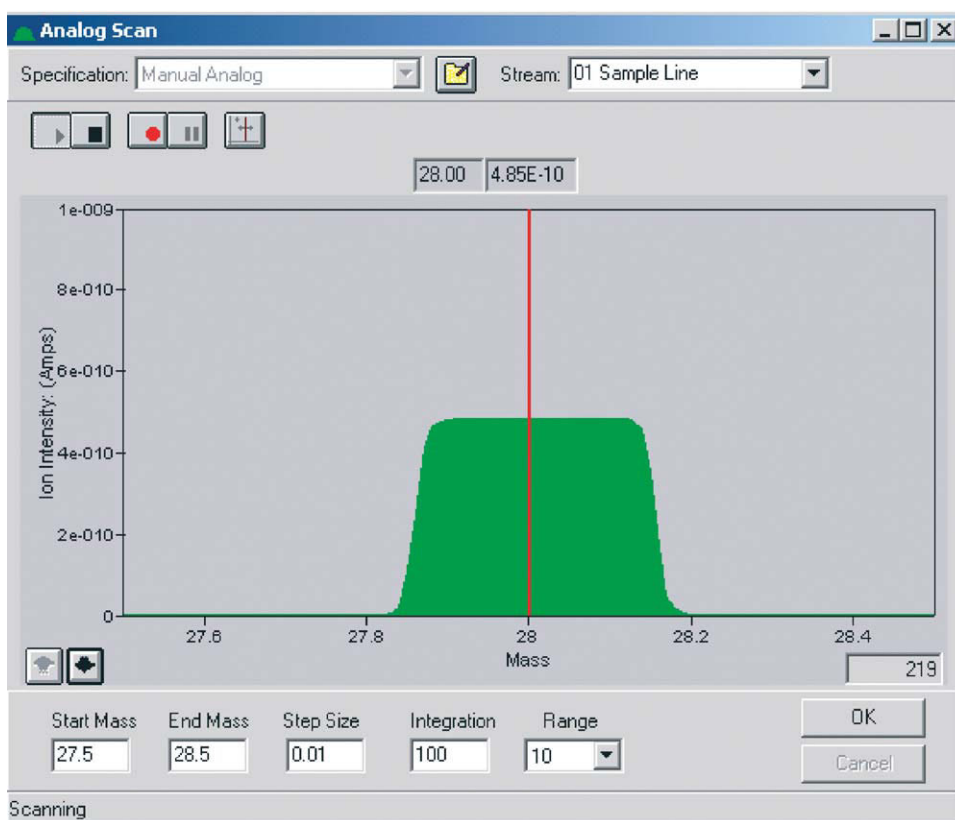 Analog Scan
Specification: Manual Analog Stream: 01 Sample Line
28.00 4.85E-10
1e-009
8e-010
6e-010
4e-010
2e-010
0
Ion Intensity: (Amps)
27.6 27.8 28 28.2 28.4
Mass
219
Start Mass End Mass Step Size Integration Range
27.5 28.5 0.01 100 10
OK
Cancel
Scanning